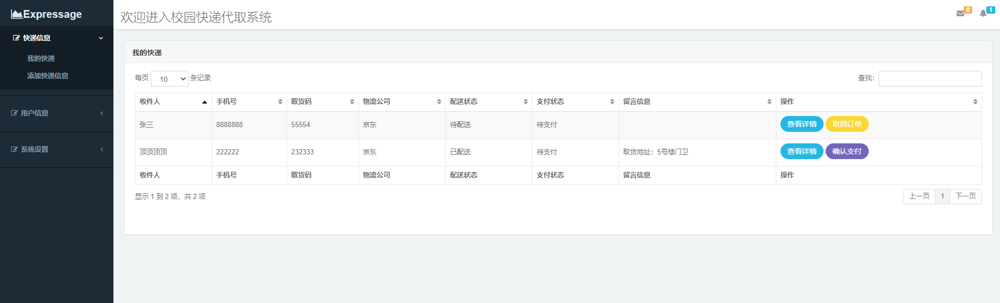 Expressage
欢迎进入校园快递代取系统
0
1
快递信息
我的快递
添加快递信息
用户信息
系统设置
我的快递
每页 10 条记录
查找：
收件人 手机号 取货码 物流公司 配送状态 支付状态 留言信息 操作
张三 8888888 55554 京东 待配送 待支付 查看详情 取消订单
顶顶顶顶 222222 232333 京东 已配送 待支付 取货地址：5号楼门卫 查看详情 确认支付
收件人 手机号 取货码 物流公司 配送状态 支付状态 留言信息 操作
显示 1 到 2 项，共 2 项
上一页 1 下一页